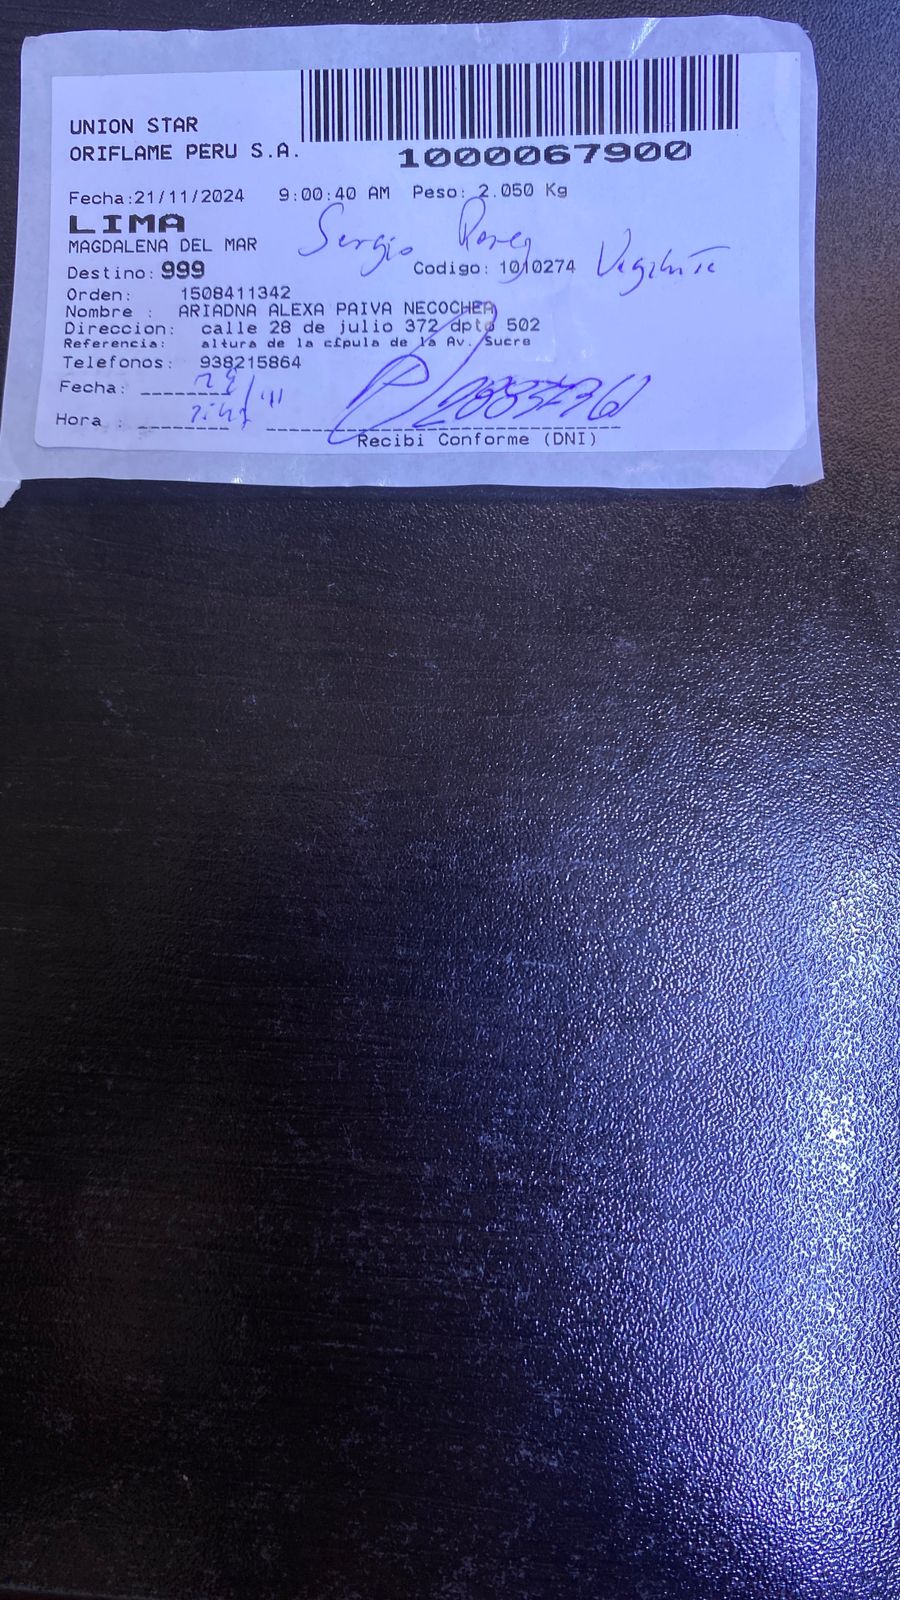 UNION STAR
ORIFLAME PERU S.A.
1000067900
Fecha:21/11/2024 9:00:40 AM Peso: 2.050 Kg
LIMA
MAGDALENA DEL MAR
Sergio
Destino: 999 Codigo: 1010274 Vigilante
Orden: 1508411342
Nombre : ARIADNA ALEXA PAIVA NECOCHEA
Direccion: calle 28 de julio 372 dpto 502
Referencia: altura de la cípula de la Av. Sucre
Telefonos: 938215864
Fecha:
Hora :
Recibi Conforme (DNI)